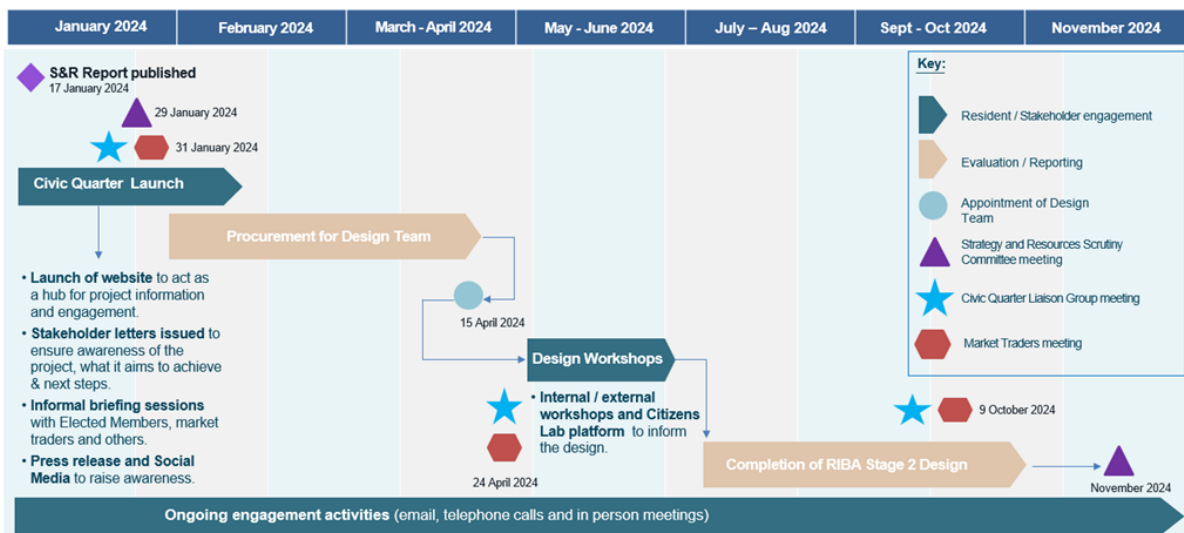 January 2024
February 2024
March - April 2024
May - June 2024
July – Aug 2024
Sept - Oct 2024
November 2024
S&R Report published
17 January 2024
29 January 2024
31 January 2024
Civic Quarter Launch
Procurement for Design Team
15 April 2024
• Launch of website to act as
a hub for project information
and engagement.
• Stakeholder letters issued to
ensure awareness of the
project, what it aims to achieve
& next steps.
• Informal briefing sessions
with Elected Members, market
traders and others.
• Press release and Social
Media to raise awareness.
Design Workshops
• Internal / external
workshops and Citizens
Lab platform to inform
the design.
24 April 2024
Key:
Resident / Stakeholder engagement
Evaluation / Reporting
Appointment of Design
Team
Strategy and Resources Scrutiny
Committee meeting
Civic Quarter Liaison Group meeting
Market Traders meeting
9 October 2024
Completion of RIBA Stage 2 Design
November 2024
Ongoing engagement activities (email, telephone calls and in person meetings)